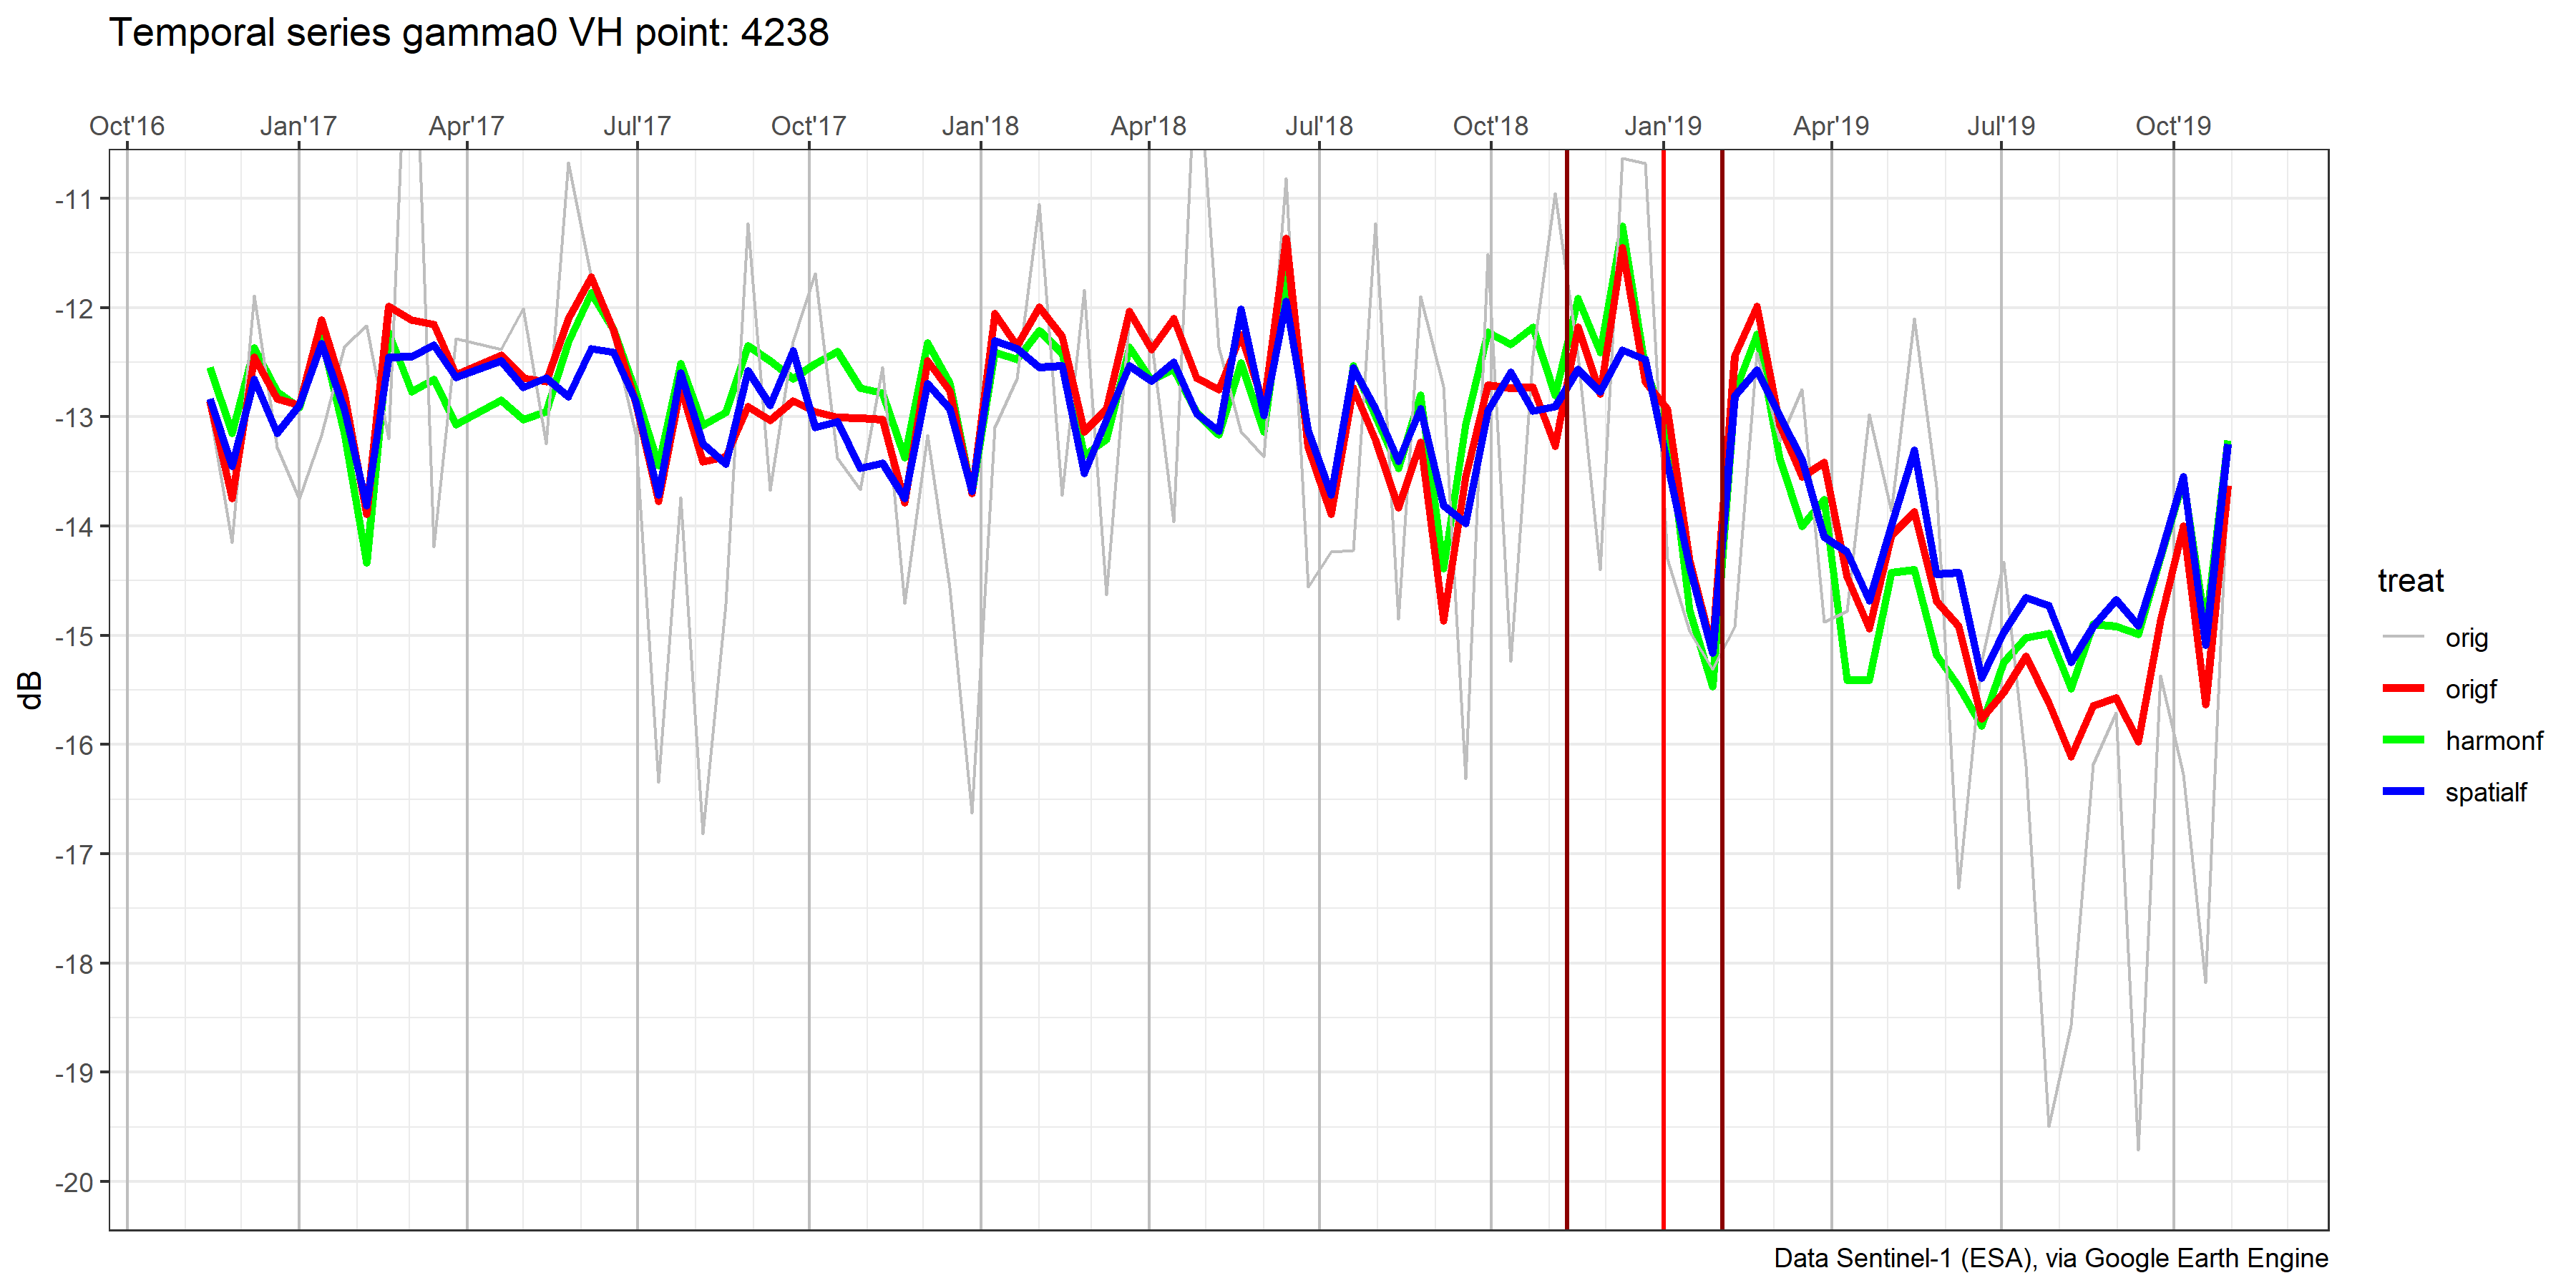 Temporal series gamma0 VH point: 4238
Oct'16 Jan'17 Apr'17 Jul'17 Oct'17 Jan'18 Apr'18 Jul'18 Oct'18 Jan'19 Apr'19 Jul'19 Oct'19
-11
-12
-13
-14
-15
-16
-17
-18
-19
-20
dB
treat
orig
origf
harmonf
spatialf
Data Sentinel-1 (ESA), via Google Earth Engine